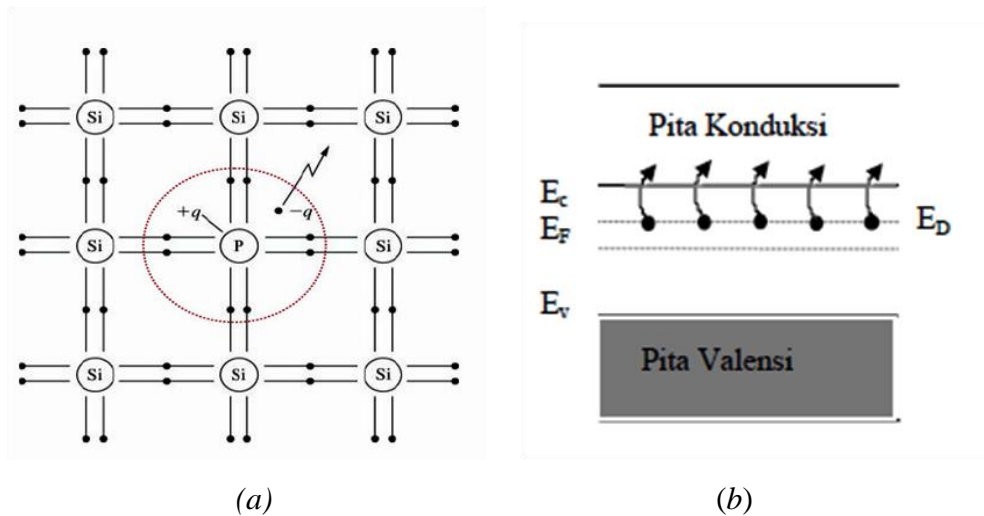 Si Si Si
+q −q
Si P Si
Si Si Si
(a)
Pita Konduksi
E_c
E_F E_D
E_v
Pita Valensi
(b)